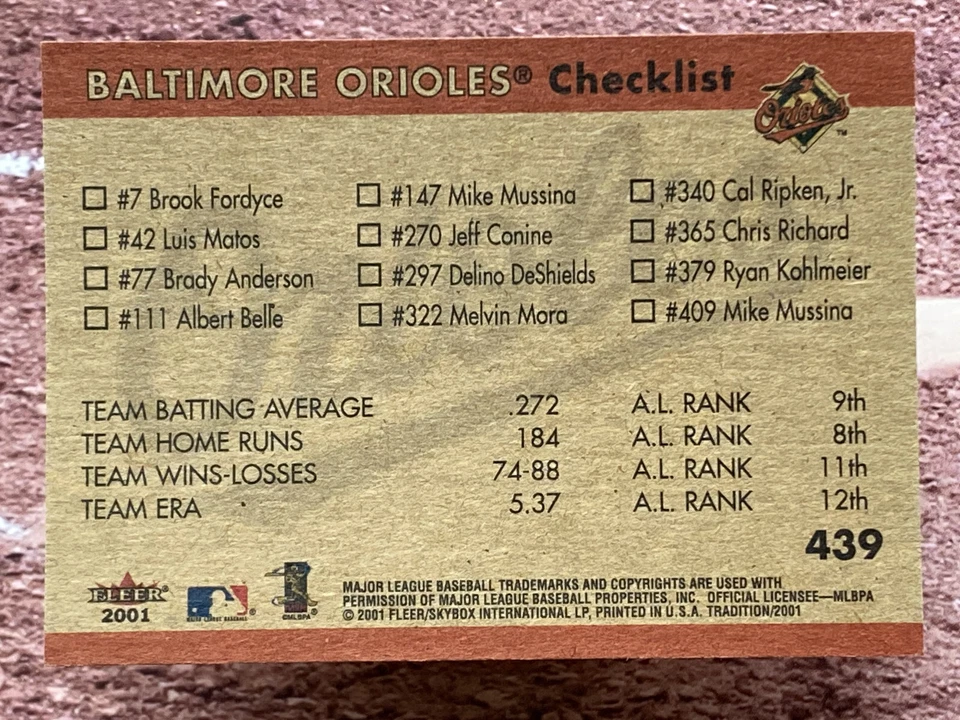 BALTIMORE ORIOLES® Checklist
Orioles ™
#7 Brook Fordyce
#42 Luis Matos
#77 Brady Anderson
#111 Albert Belle
#147 Mike Mussina
#270 Jeff Conine
#297 Delino DeShields
#322 Melvin Mora
#340 Cal Ripken, Jr.
#365 Chris Richard
#379 Ryan Kohlmeier
#409 Mike Mussina
TEAM BATTING AVERAGE .272 A.L. RANK 9th
TEAM HOME RUNS 184 A.L. RANK 8th
TEAM WINS-LOSSES 74-88 A.L. RANK 11th
TEAM ERA 5.37 A.L. RANK 12th
439
FLEER®
2001
MAJOR LEAGUE BASEBALL
©MLBPA
MAJOR LEAGUE BASEBALL TRADEMARKS AND COPYRIGHTS ARE USED WITH
PERMISSION OF MAJOR LEAGUE BASEBALL PROPERTIES, INC. OFFICIAL LICENSEE—MLBPA
© 2001 FLEER/SKYBOX INTERNATIONAL LP, PRINTED IN U.S.A. TRADITION/2001